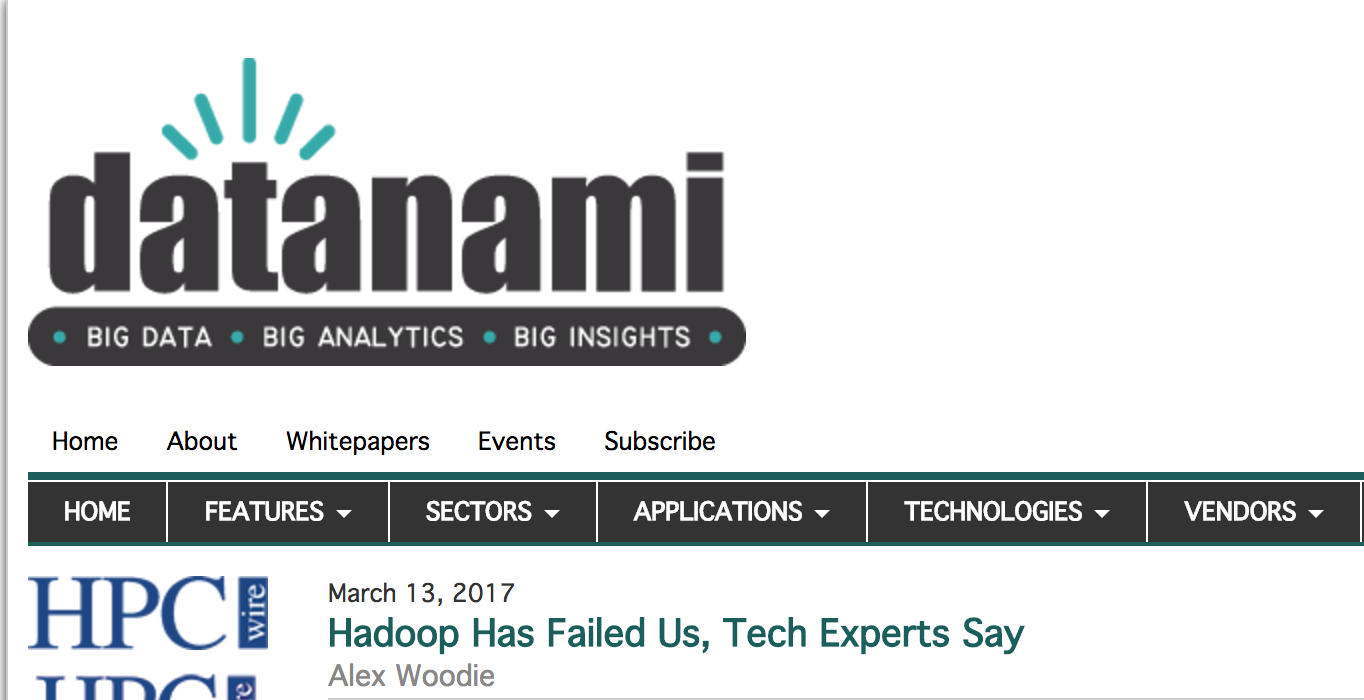 datanami
• BIG DATA • BIG ANALYTICS • BIG INSIGHTS •
Home About Whitepapers Events Subscribe
HOME FEATURES SECTORS APPLICATIONS TECHNOLOGIES VENDORS
HPC wire
March 13, 2017
Hadoop Has Failed Us, Tech Experts Say
Alex Woodie